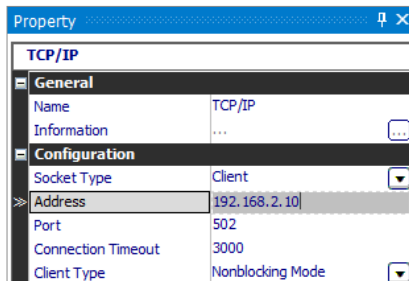 Property
TCP/IP
General
Name TCP/IP
Information ...
Configuration
Socket Type Client
Address 192.168.2.10
Port 502
Connection Timeout 3000
Client Type Nonblocking Mode